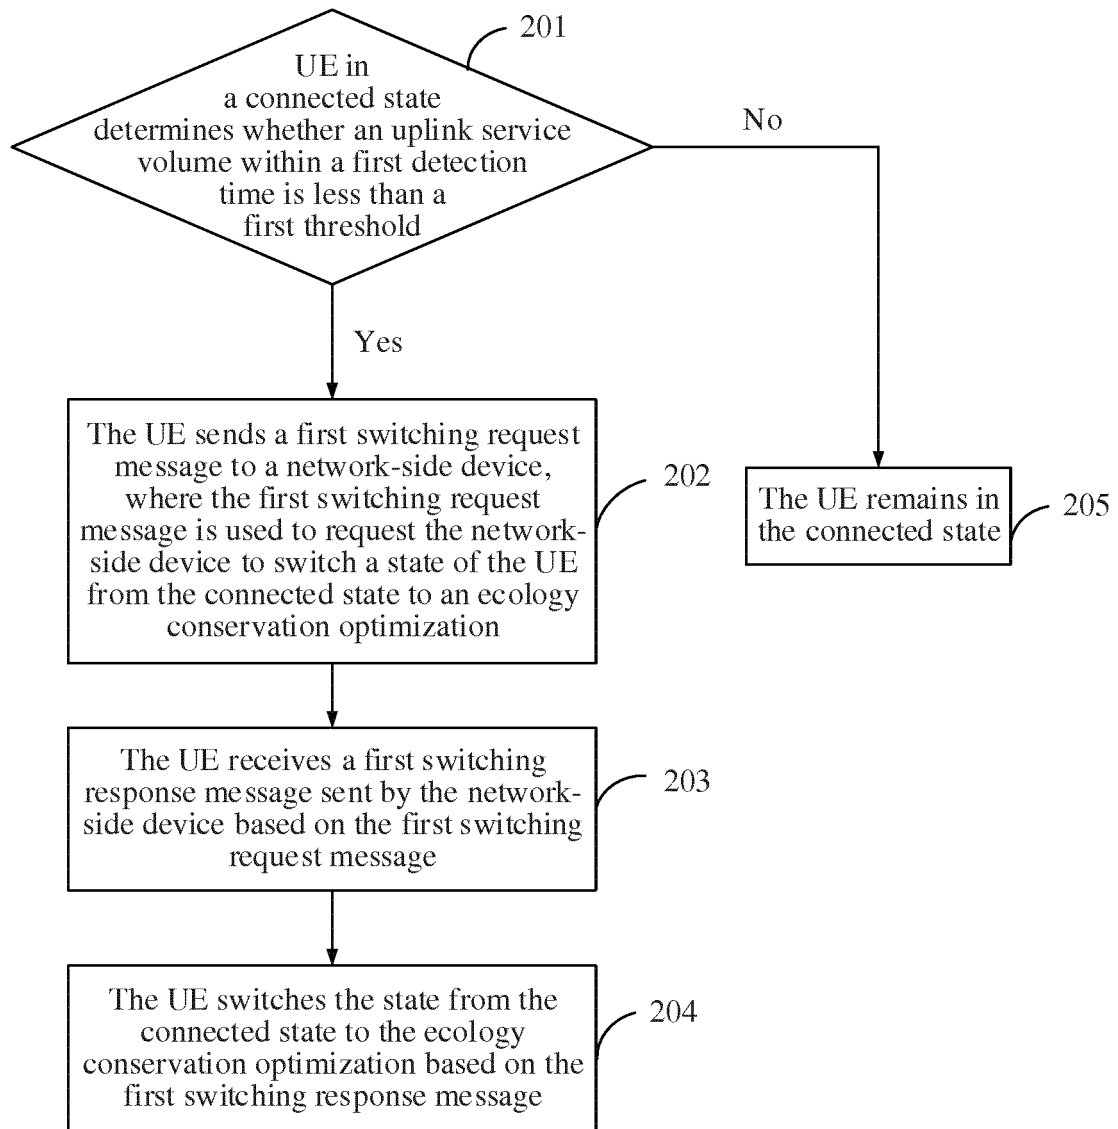 201
UE in
a connected state
determines whether an uplink service
volume within a first detection
time is less than a
first threshold
No
Yes
The UE sends a first switching request
message to a network-side device,
where the first switching request
message is used to request the network-
side device to switch a state of the UE
from the connected state to an ecology
conservation optimization
202
The UE remains in
the connected state
205
The UE receives a first switching
response message sent by the network-
side device based on the first switching
request message
203
The UE switches the state from the
connected state to the ecology
conservation optimization based on the
first switching response message
204